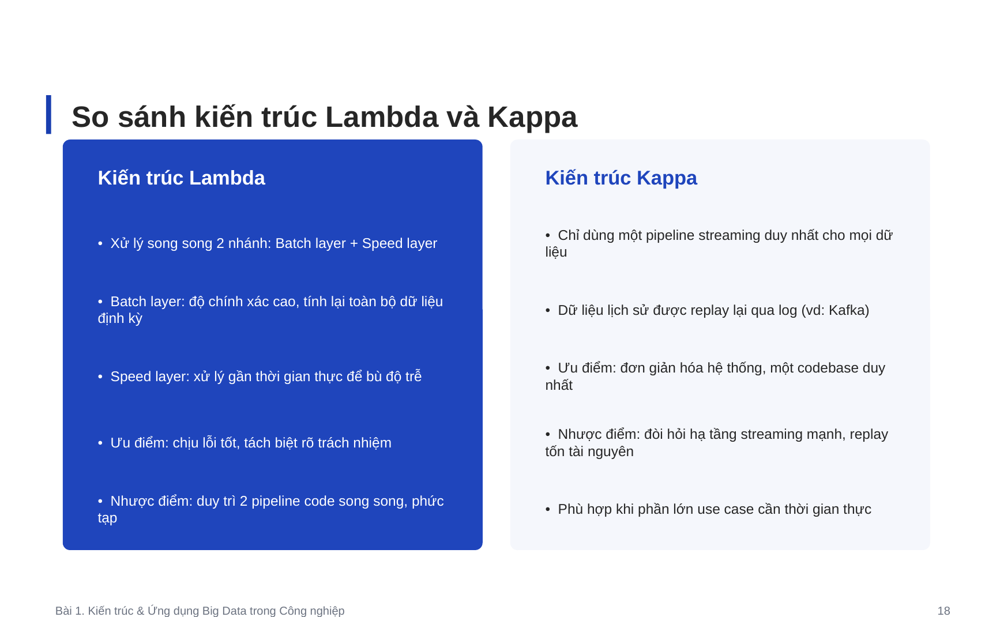 So sánh kiến trúc Lambda và Kappa
Kiến trúc Lambda
• Xử lý song song 2 nhánh: Batch layer + Speed layer
• Batch layer: độ chính xác cao, tính lại toàn bộ dữ liệu
định kỳ
• Speed layer: xử lý gần thời gian thực để bù độ trễ
• Ưu điểm: chịu lỗi tốt, tách biệt rõ trách nhiệm
• Nhược điểm: duy trì 2 pipeline code song song, phức
tạp
Kiến trúc Kappa
• Chỉ dùng một pipeline streaming duy nhất cho mọi dữ
liệu
• Dữ liệu lịch sử được replay lại qua log (vd: Kafka)
• Ưu điểm: đơn giản hóa hệ thống, một codebase duy
nhất
• Nhược điểm: đòi hỏi hạ tầng streaming mạnh, replay
tốn tài nguyên
• Phù hợp khi phần lớn use case cần thời gian thực
Bài 1. Kiến trúc & Ứng dụng Big Data trong Công nghiệp
18